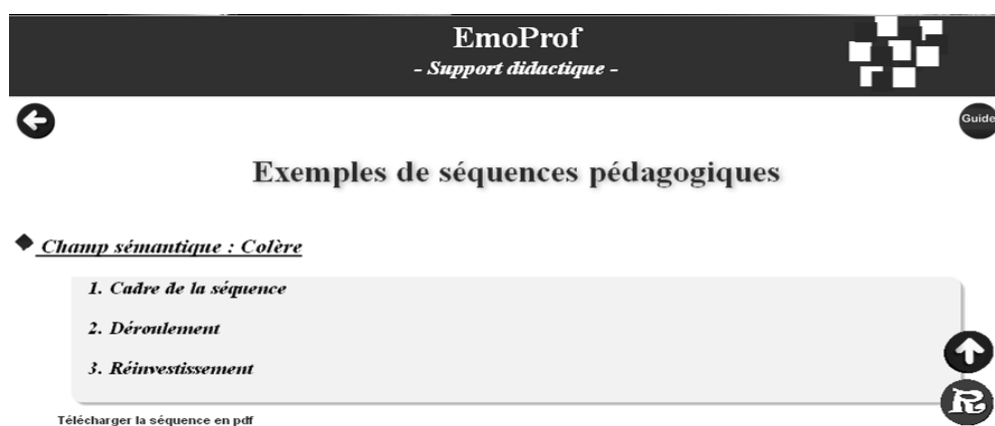 EmoProf
- Support didactique -
Guide
Exemples de séquences pédagogiques
Champ sémantique : Colère
1. Cadre de la séquence
2. Déroulement
3. Réinvestissement
R
Télécharger la séquence en pdf